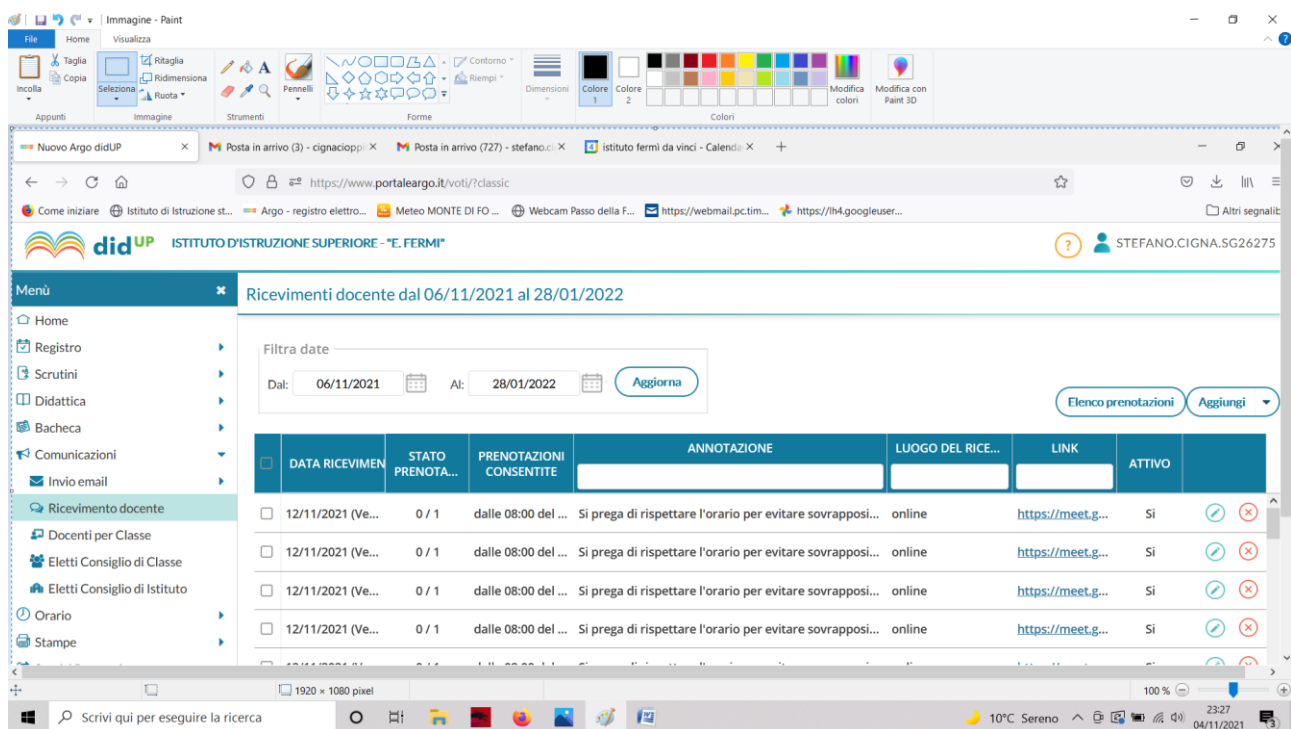 Immagine - Paint
File Home Visualizza
Incolla Taglia Copia
Seleziona Ritaglia Ridimensiona Ruota
Pennelli
Contorno Riempi
Dimensioni
Colore 1 Colore 2
Modifica colori
Modifica con Paint 3D
Appunti Immagine Strumenti Forme Colori
Nuovo Argo didUP Posta in arrivo (3) - cignacioppi Posta in arrivo (727) - stefano.ci istituto fermi da vinci - Calenda
https://www.portaleargo.it/voti/?classic
Come iniziare Istituto di Istruzione st... Argo - registro elettro... Meteo MONTE DI FO ... Webcam Passo della F... https://webmail.pc.tim... https://lh4.googleuser... Altri segnalib
did UP ISTITUTO D'ISTRUZIONE SUPERIORE - "E. FERMI" ? STEFANO.CIGNA.SG26275
Menù
Home
Registro
Scrutini
Didattica
Bacheca
Comunicazioni
Invio email
Ricevimento docente
Docenti per Classe
Eletti Consiglio di Classe
Eletti Consiglio di Istituto
Orario
Stampe
Ricevimenti docente dal 06/11/2021 al 28/01/2022
Filtra date
Dal: 06/11/2021 Al: 28/01/2022 Aggiorna
Elenco prenotazioni Aggiungi
DATA RICEVIMEN STATO PRENOTA... PRENOTAZIONI CONSENTITE ANNOTAZIONE LUOGO DEL RICE... LINK ATTIVO
12/11/2021 (Ve... 0 / 1 dalle 08:00 del ... Si prega di rispettare l'orario per evitare sovrapposi... online https://meet.g... Si
12/11/2021 (Ve... 0 / 1 dalle 08:00 del ... Si prega di rispettare l'orario per evitare sovrapposi... online https://meet.g... Si
12/11/2021 (Ve... 0 / 1 dalle 08:00 del ... Si prega di rispettare l'orario per evitare sovrapposi... online https://meet.g... Si
12/11/2021 (Ve... 0 / 1 dalle 08:00 del ... Si prega di rispettare l'orario per evitare sovrapposi... online https://meet.g... Si
1920 × 1080 pixel 100 %
Scrivi qui per eseguire la ricerca 10°C Sereno 23:27
04/11/2021